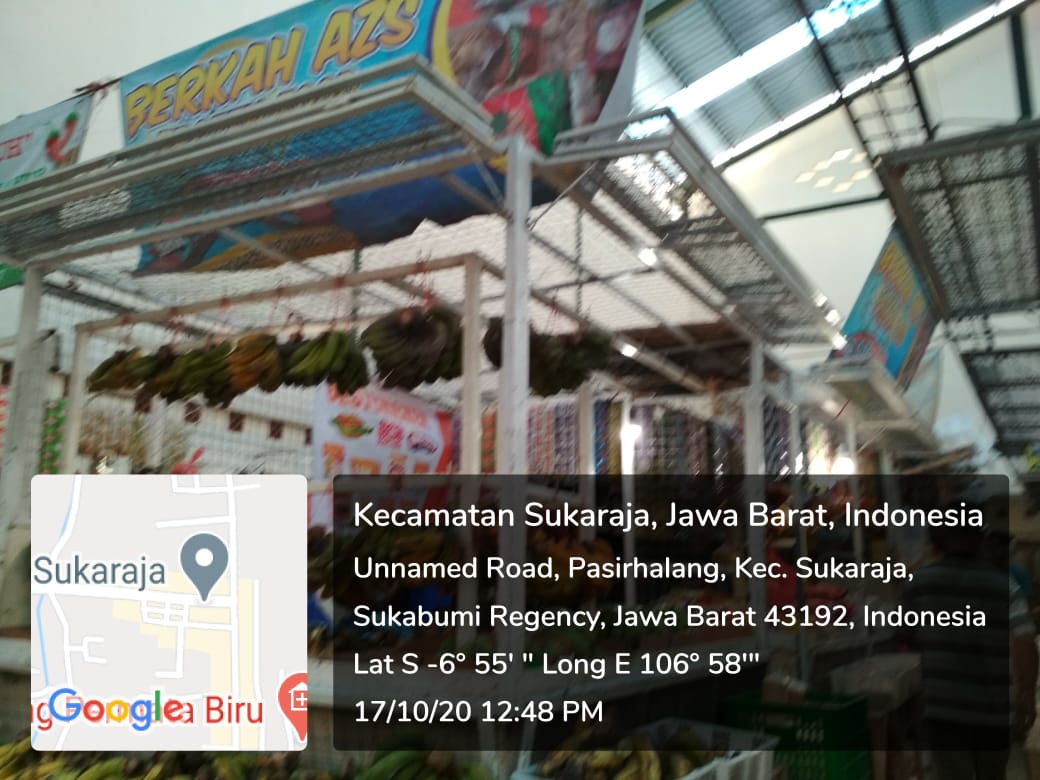 BERKAH AZS
Kecamatan Sukaraja, Jawa Barat, Indonesia
Unnamed Road, Pasirhalang, Kec. Sukaraja,
Sukabumi Regency, Jawa Barat 43192, Indonesia
Lat S -6° 55' " Long E 106° 58'"
17/10/20 12:48 PM
Sukaraja
Google
Biru